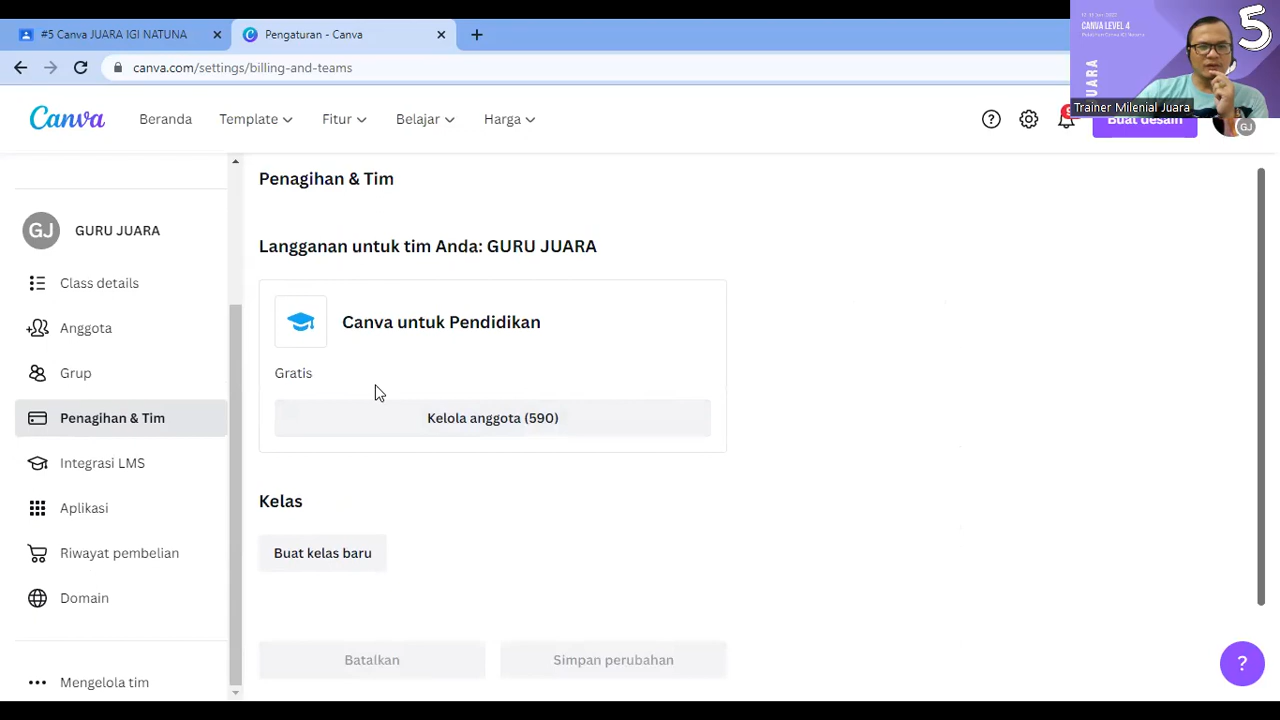 #5 Canva JUARA IGI NATUNA
Pengaturan - Canva
canva.com/settings/billing-and-teams
Canva
Beranda
Template
Fitur
Belajar
Harga
?
Buat desain
GJ
CANVA LEVEL 4
JUARA
5
Trainer Milenial Juara
GJ
GURU JUARA
Class details
Anggota
Grup
Penagihan & Tim
Integrasi LMS
Aplikasi
Riwayat pembelian
Domain
Mengelola tim
Penagihan & Tim
Langganan untuk tim Anda: GURU JUARA
Canva untuk Pendidikan
Gratis
Kelola anggota (590)
Kelas
Buat kelas baru
Batalkan
Simpan perubahan
?